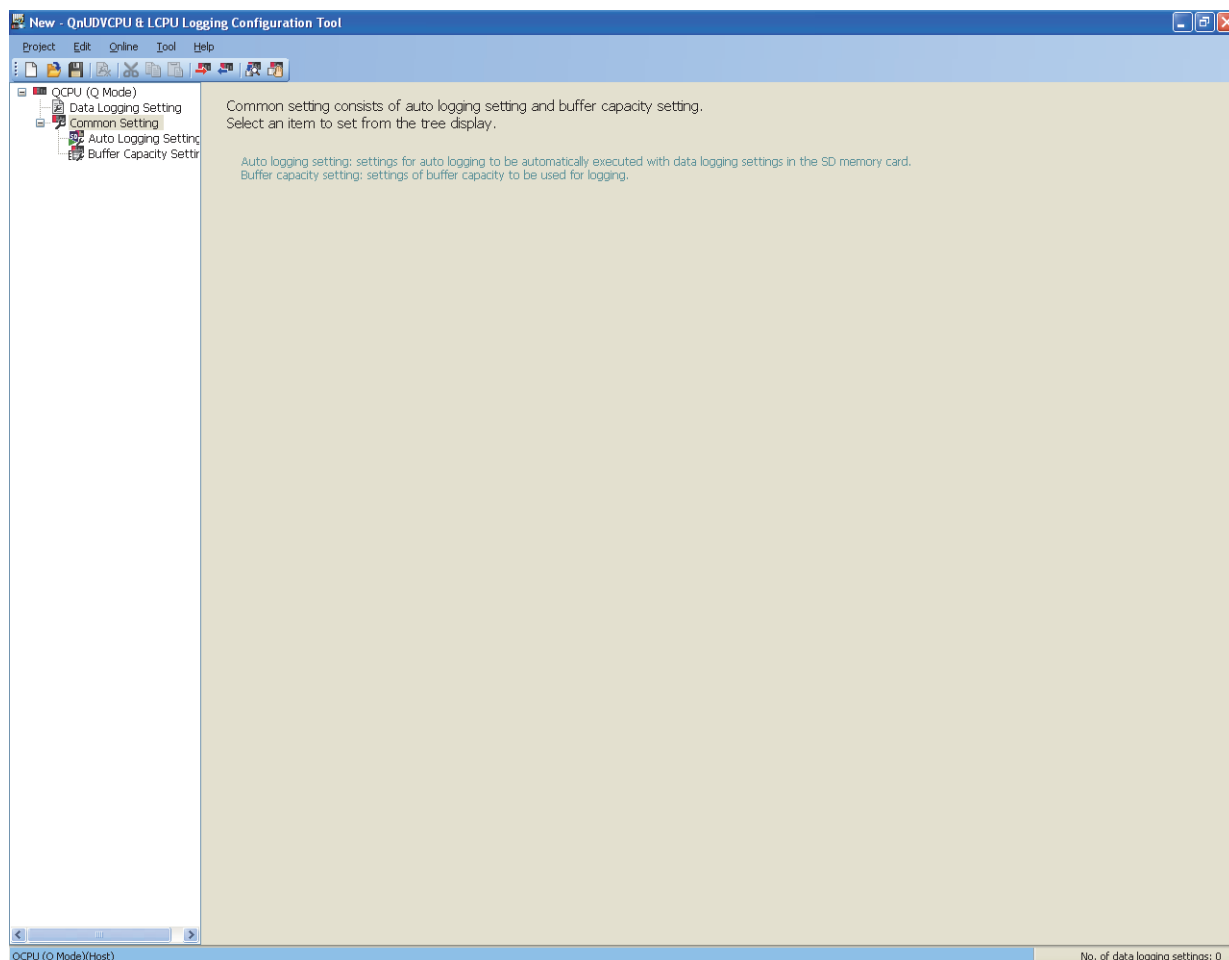 New - QnUDVCPU & LCPU Logging Configuration Tool
Project Edit Online Tool Help
QCPU (Q Mode)
Data Logging Setting
Common Setting
Auto Logging Setting
Buffer Capacity Settir
Common setting consists of auto logging setting and buffer capacity setting.
Select an item to set from the tree display.
Auto logging setting: settings for auto logging to be automatically executed with data logging settings in the SD memory card.
Buffer capacity setting: settings of buffer capacity to be used for logging.
QCPU (Q Mode)(Host)
No. of data logging settings: 0